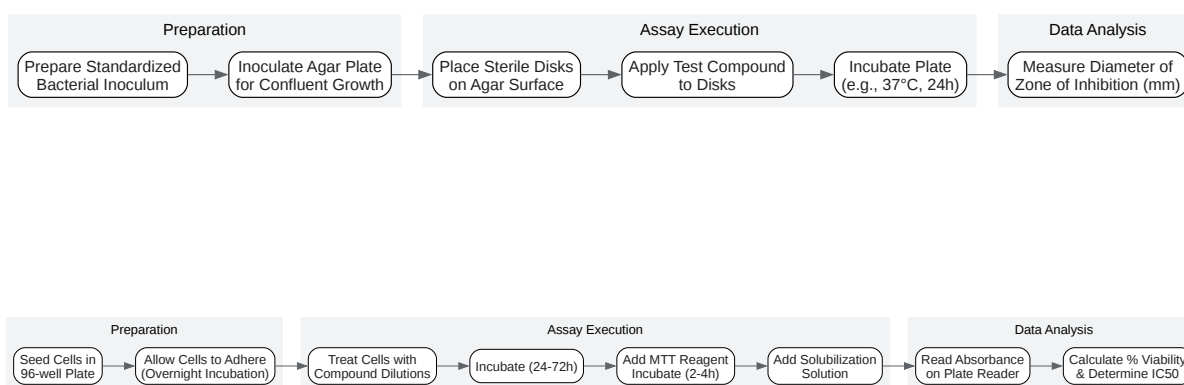 Preparation
Assay Execution
Data Analysis
Prepare Standardized
Bacterial Inoculum
Inoculate Agar Plate
for Confluent Growth
Place Sterile Disks
on Agar Surface
Apply Test Compound
to Disks
Incubate Plate
(e.g., 37°C, 24h)
Measure Diameter of
Zone of Inhibition (mm)
Preparation
Assay Execution
Data Analysis
Seed Cells in
96-well Plate
Allow Cells to Adhere
(Overnight Incubation)
Treat Cells with
Compound Dilutions
Incubate (24-72h)
Add MTT Reagent
Incubate (2-4h)
Add Solubilization
Solution
Read Absorbance
on Plate Reader
Calculate % Viability
& Determine IC50